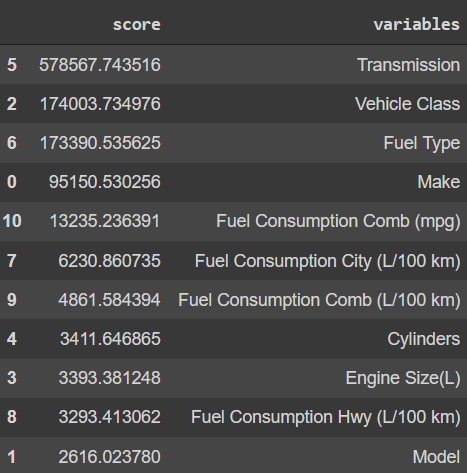 score variables
5 578567.743516 Transmission
2 174003.734976 Vehicle Class
6 173390.535625 Fuel Type
0 95150.530256 Make
10 13235.236391 Fuel Consumption Comb (mpg)
7 6230.860735 Fuel Consumption City (L/100 km)
9 4861.584394 Fuel Consumption Comb (L/100 km)
4 3411.646865 Cylinders
3 3393.381248 Engine Size(L)
8 3293.413062 Fuel Consumption Hwy (L/100 km)
1 2616.023780 Model